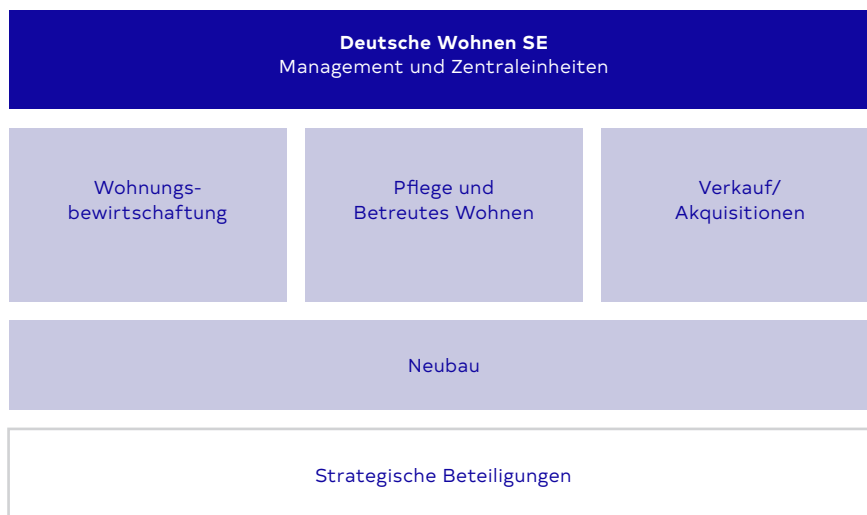 Deutsche Wohnen SE
Management und Zentraleinheiten
Wohnungs-
bewirtschaftung
Pflege und
Betreutes Wohnen
Verkauf/
Akquisitionen
Neubau
Strategische Beteiligungen